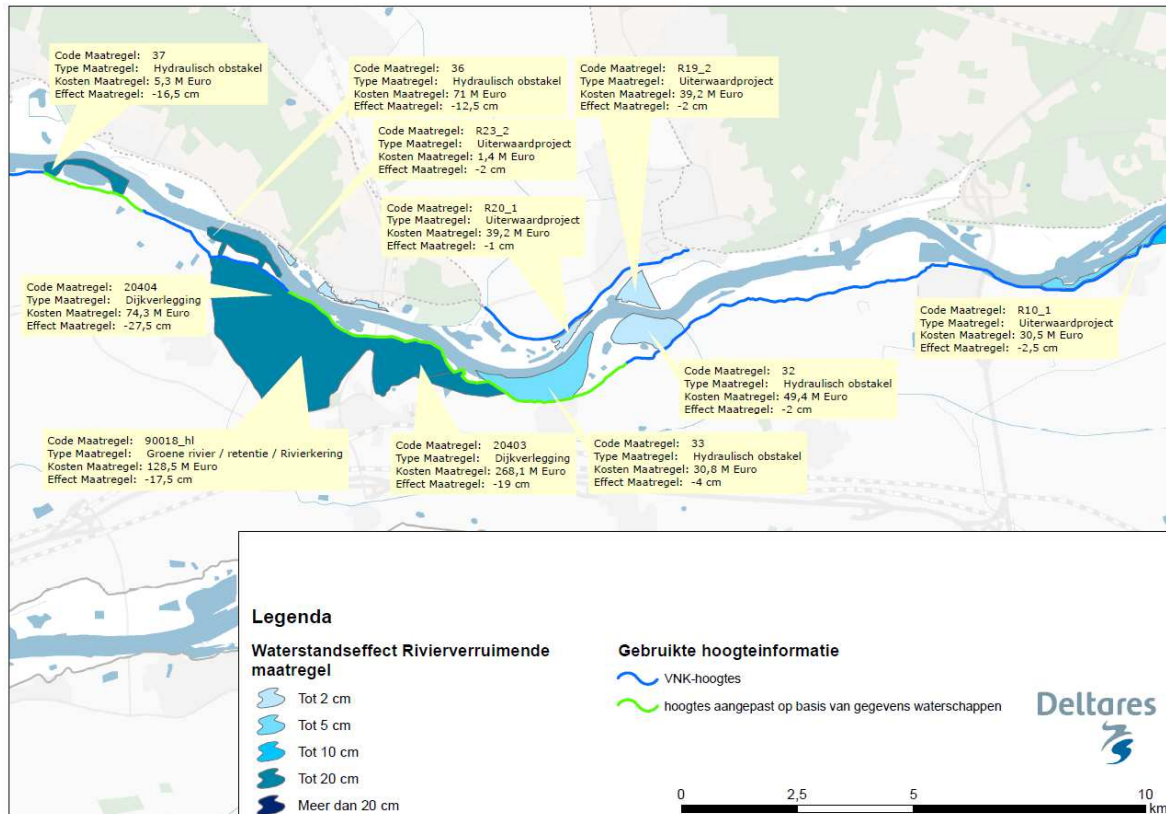 Code Maatregel: 37
Type Maatregel: Hydraulisch obstakel
Kosten Maatregel: 5,3 M Euro
Effect Maatregel: -16,5 cm
Code Maatregel: 36
Type Maatregel: Hydraulisch obstakel
Kosten Maatregel: 71 M Euro
Effect Maatregel: -12,5 cm
Code Maatregel: R19_2
Type Maatregel: Uiterwaardproject
Kosten Maatregel: 39,2 M Euro
Effect Maatregel: -2 cm
Code Maatregel: R23_2
Type Maatregel: Uiterwaardproject
Kosten Maatregel: 1,4 M Euro
Effect Maatregel: -2 cm
Code Maatregel: R20_1
Type Maatregel: Uiterwaardproject
Kosten Maatregel: 39,2 M Euro
Effect Maatregel: -1 cm
Code Maatregel: 20404
Type Maatregel: Dijkverlegging
Kosten Maatregel: 74,3 M Euro
Effect Maatregel: -27,5 cm
Code Maatregel: R10_1
Type Maatregel: Uiterwaardproject
Kosten Maatregel: 30,5 M Euro
Effect Maatregel: -2,5 cm
Code Maatregel: 32
Type Maatregel: Hydraulisch obstakel
Kosten Maatregel: 49,4 M Euro
Effect Maatregel: -2 cm
Code Maatregel: 90018_hl
Type Maatregel: Groene rivier / retentie / Rivierkering
Kosten Maatregel: 128,5 M Euro
Effect Maatregel: -17,5 cm
Code Maatregel: 20403
Type Maatregel: Dijkverlegging
Kosten Maatregel: 268,1 M Euro
Effect Maatregel: -19 cm
Code Maatregel: 33
Type Maatregel: Hydraulisch obstakel
Kosten Maatregel: 30,8 M Euro
Effect Maatregel: -4 cm
Legenda
Waterstandseffect Rivierverruimende
maatregel
Tot 2 cm
Tot 5 cm
Tot 10 cm
Tot 20 cm
Meer dan 20 cm
Gebruikte hoogteinformatie
VNK-hoogtes
hoogtes aangepast op basis van gegevens waterschappen
Deltares
0 2,5 5 10
km